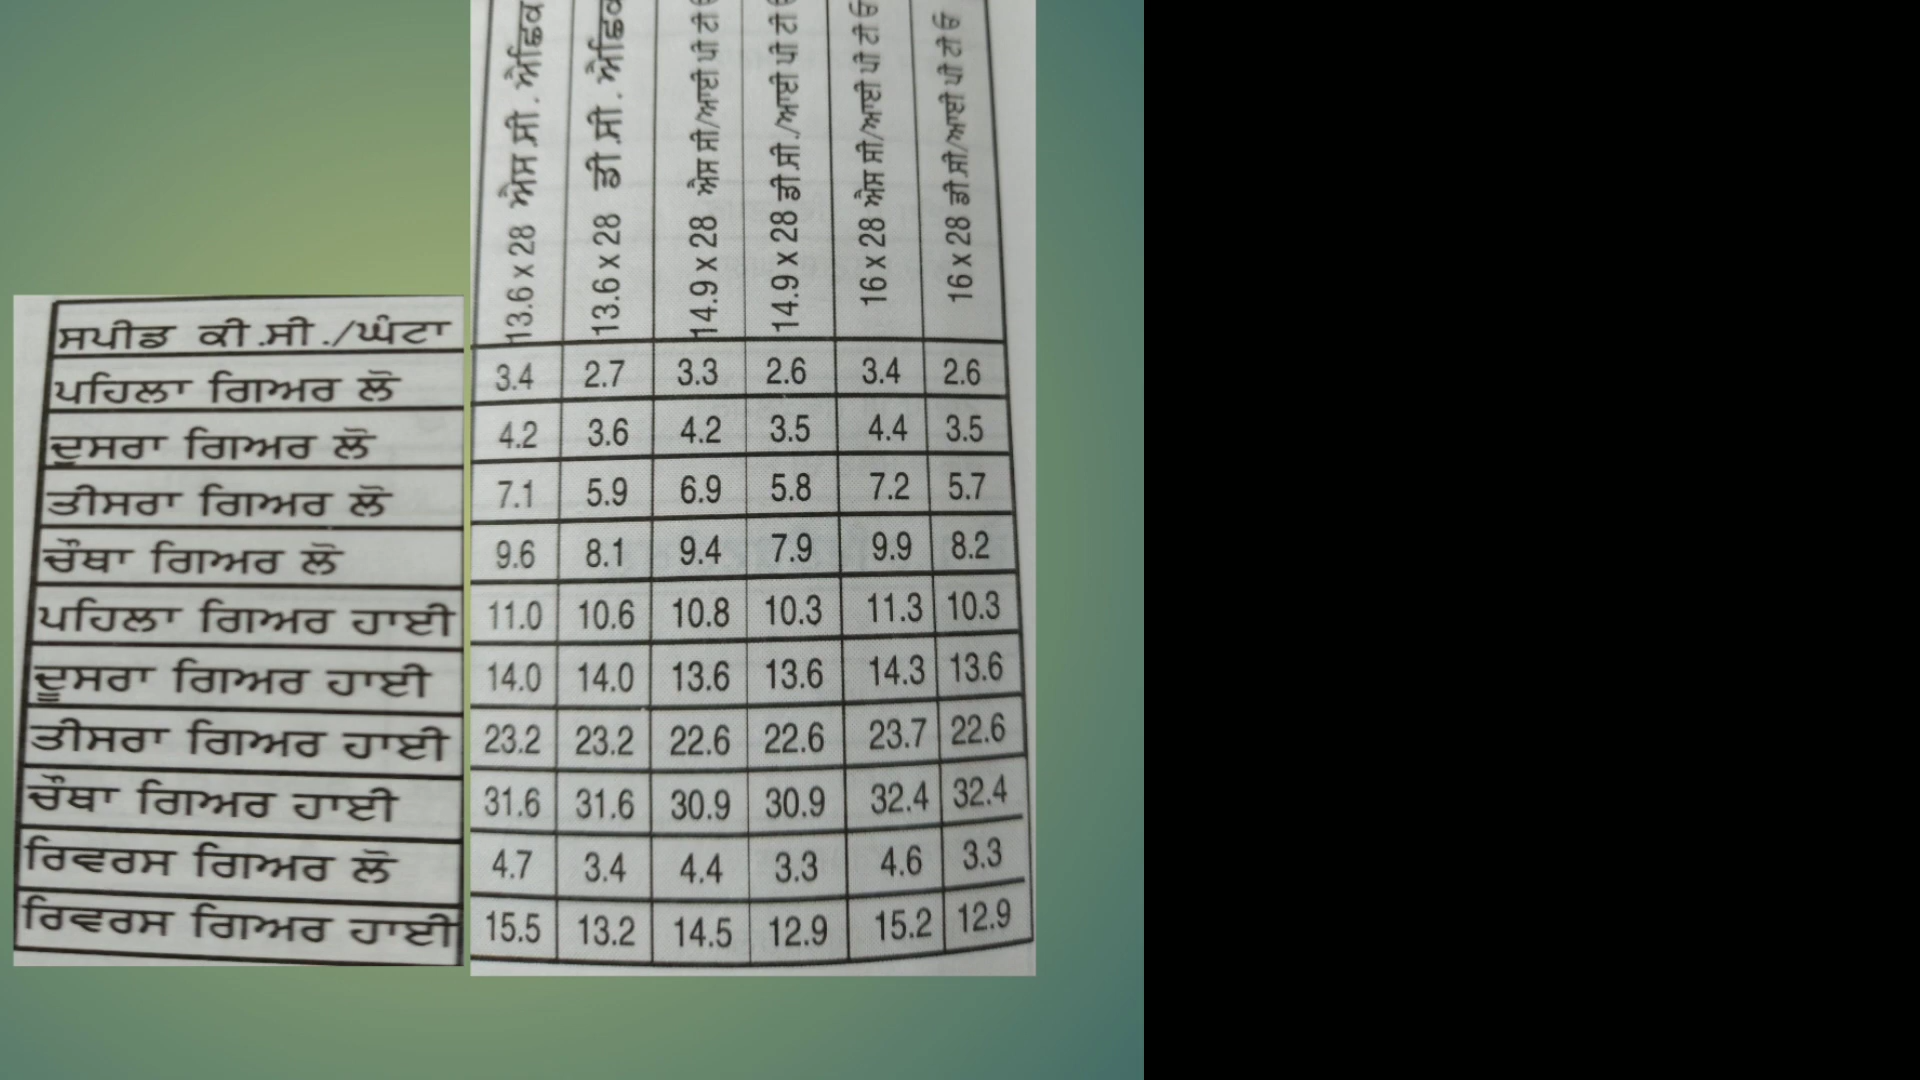 13.6 x 28 ਐਸ.ਸੀ.
13.6 x 28 ਡੀ.ਸੀ.
14.9 x 28 ਐਸ ਸੀ/ਆਈ ਪੀ ਟੀ
14.9 x 28 ਡੀ.ਸੀ./ਆਈ ਪੀ ਟੀ
16 x 28 ਐਸ ਸੀ/ਆਈ ਪੀ ਟੀ ਓ
16 x 28 ਡੀ.ਸੀ/ਆਈ ਪੀ ਟੀ ਓ
ਸਪੀਡ ਕੀ.ਸੀ./ਘੰਟਾ
ਪਹਿਲਾ ਗਿਅਰ ਲੋ 3.4 2.7 3.3 2.6 3.4 2.6
ਦੂਸਰਾ ਗਿਅਰ ਲੋ 4.2 3.6 4.2 3.5 4.4 3.5
ਤੀਸਰਾ ਗਿਅਰ ਲੋ 7.1 5.9 6.9 5.8 7.2 5.7
ਚੌਥਾ ਗਿਅਰ ਲੋ 9.6 8.1 9.4 7.9 9.9 8.2
ਪਹਿਲਾ ਗਿਅਰ ਹਾਈ 11.0 10.6 10.8 10.3 11.3 10.3
ਦੂਸਰਾ ਗਿਅਰ ਹਾਈ 14.0 14.0 13.6 13.6 14.3 13.6
ਤੀਸਰਾ ਗਿਅਰ ਹਾਈ 23.2 23.2 22.6 22.6 23.7 22.6
ਚੌਥਾ ਗਿਅਰ ਹਾਈ 31.6 31.6 30.9 30.9 32.4 32.4
ਰਿਵਰਸ ਗਿਅਰ ਲੋ 4.7 3.4 4.4 3.3 4.6 3.3
ਰਿਵਰਸ ਗਿਅਰ ਹਾਈ 15.5 13.2 14.5 12.9 15.2 12.9